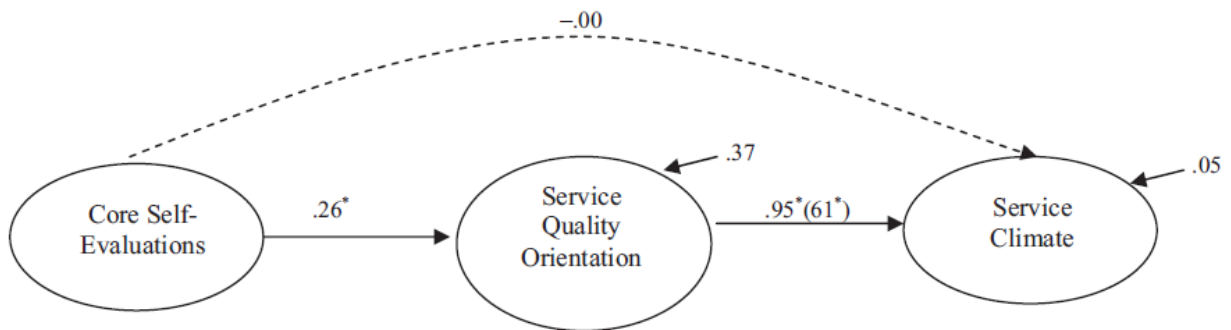 –.00
.37
.05
Core Self-
Evaluations
.26*
Service
Quality
Orientation
.95*(61*)
Service
Climate